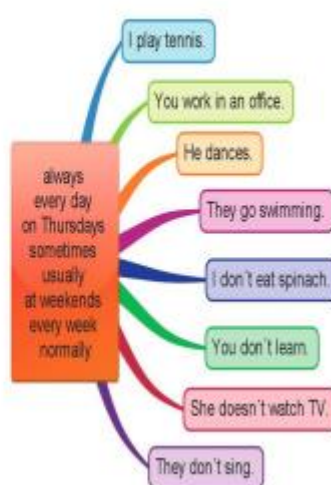 I play tennis.
You work in an office.
He dances.
They go swimming.
I don´t eat spinach.
You don´t learn.
She doesn´t watch TV.
They don´t sing.
always
every day
on Thursdays
sometimes
usually
at weekends
every week
normally